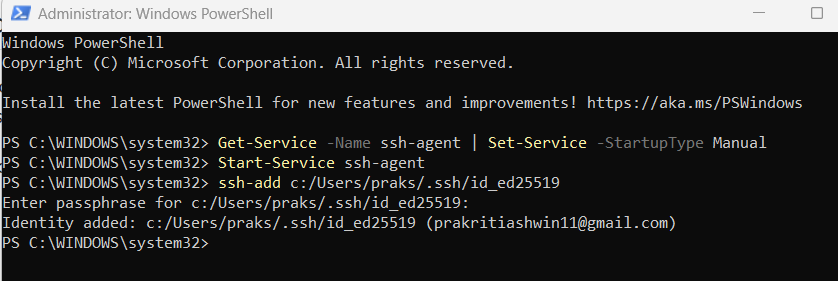 Administrator: Windows PowerShell
Windows PowerShell
Copyright (C) Microsoft Corporation. All rights reserved.
Install the latest PowerShell for new features and improvements! https://aka.ms/PSWindows
PS C:\WINDOWS\system32> Get-Service -Name ssh-agent | Set-Service -StartupType Manual
PS C:\WINDOWS\system32> Start-Service ssh-agent
PS C:\WINDOWS\system32> ssh-add c:/Users/praks/.ssh/id_ed25519
Enter passphrase for c:/Users/praks/.ssh/id_ed25519:
Identity added: c:/Users/praks/.ssh/id_ed25519 (prakritiashwin11@gmail.com)
PS C:\WINDOWS\system32>